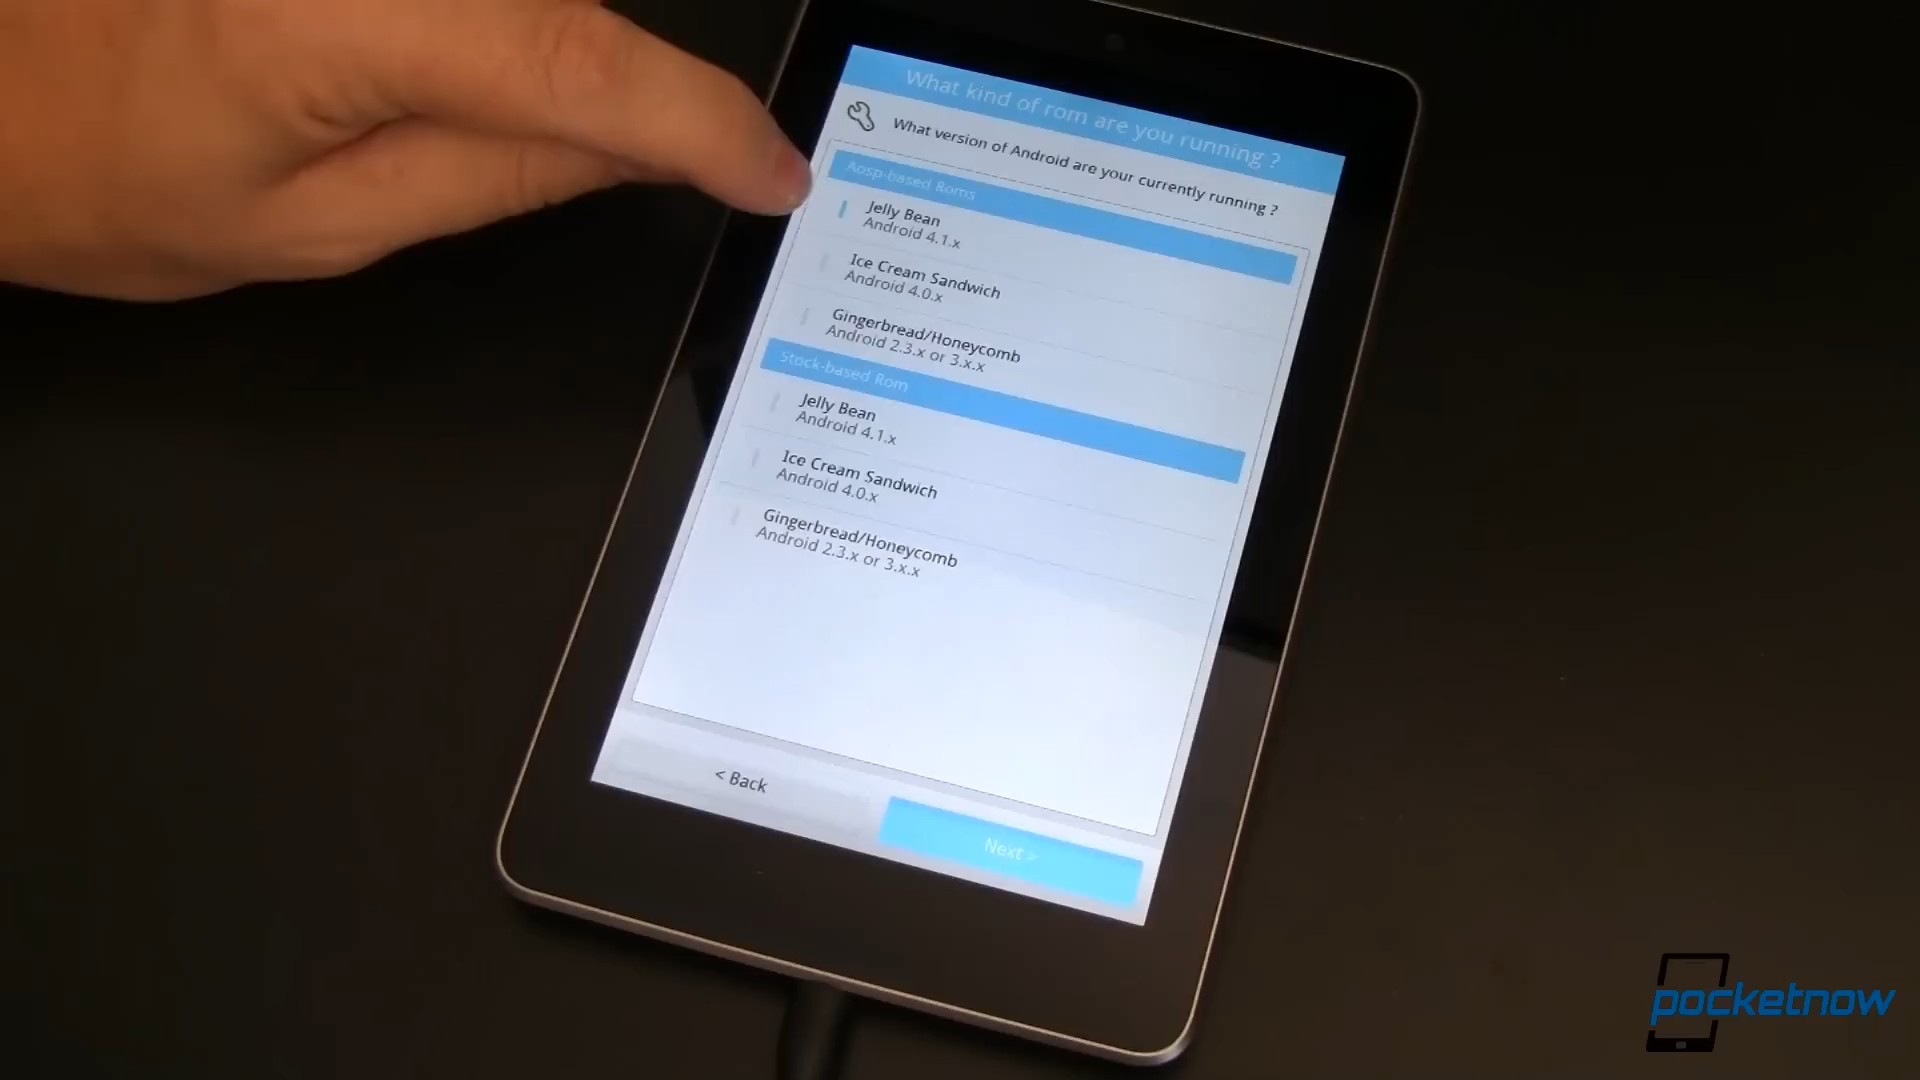 What kind of rom are you running ?
What version of Android are your currently running ?
Aosp-based Roms
Jelly Bean
Android 4.1.x
Ice Cream Sandwich
Android 4.0.x
Gingerbread/Honeycomb
Android 2.3.x or 3.x.x
Stock-based Rom
Jelly Bean
Android 4.1.x
Ice Cream Sandwich
Android 4.0.x
Gingerbread/Honeycomb
Android 2.3.x or 3.x.x
< Back
Next >
pocketnow